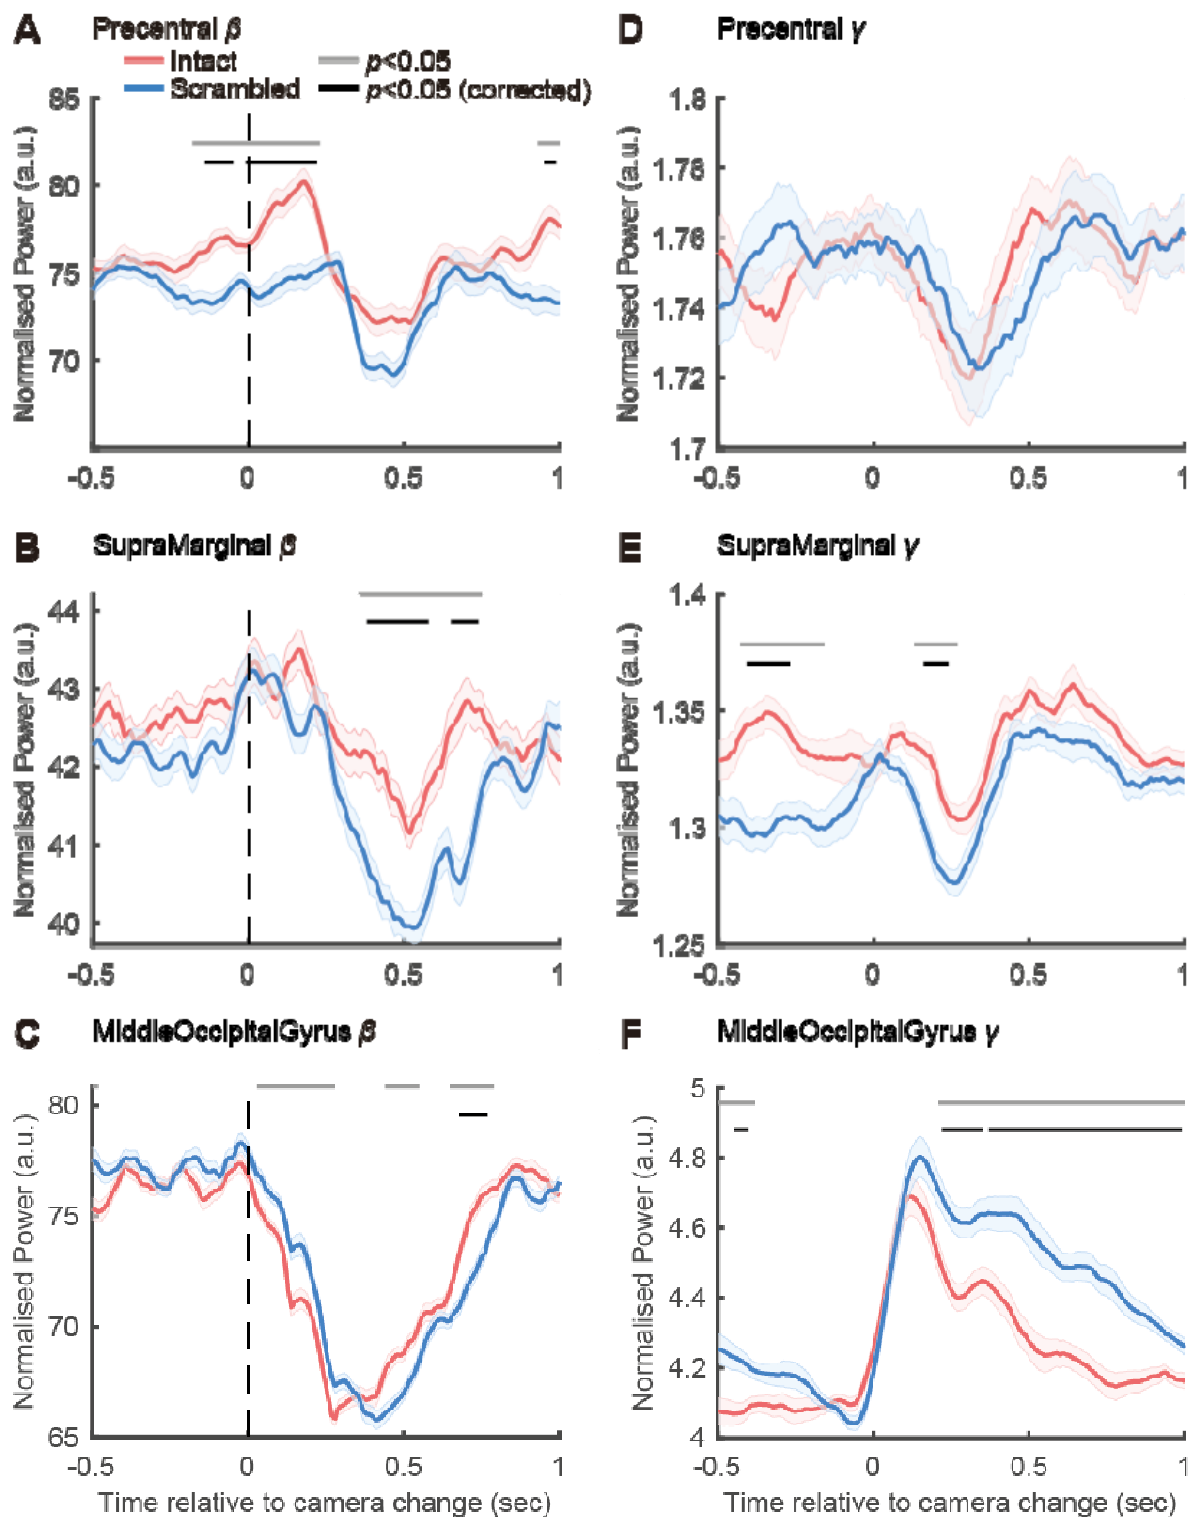 A Precentral β
Intact
Scrambled
p<0.05
p<0.05 (corrected)
Normalised Power (a.u.)
85
80
75
70
-0.5 0 0.5 1
D Precentral γ
Normalised Power (a.u.)
1.8
1.78
1.76
1.74
1.72
1.7
-0.5 0 0.5 1
B SupraMarginal β
Normalised Power (a.u.)
44
43
42
41
40
-0.5 0 0.5 1
E SupraMarginal γ
Normalised Power (a.u.)
1.4
1.35
1.3
1.25
-0.5 0 0.5 1
C MiddleOccipitalGyrus β
Normalised Power (a.u.)
80
75
70
65
-0.5 0 0.5 1
Time relative to camera change (sec)
F MiddleOccipitalGyrus γ
Normalised Power (a.u.)
5
4.8
4.6
4.4
4.2
4
-0.5 0 0.5 1
Time relative to camera change (sec)